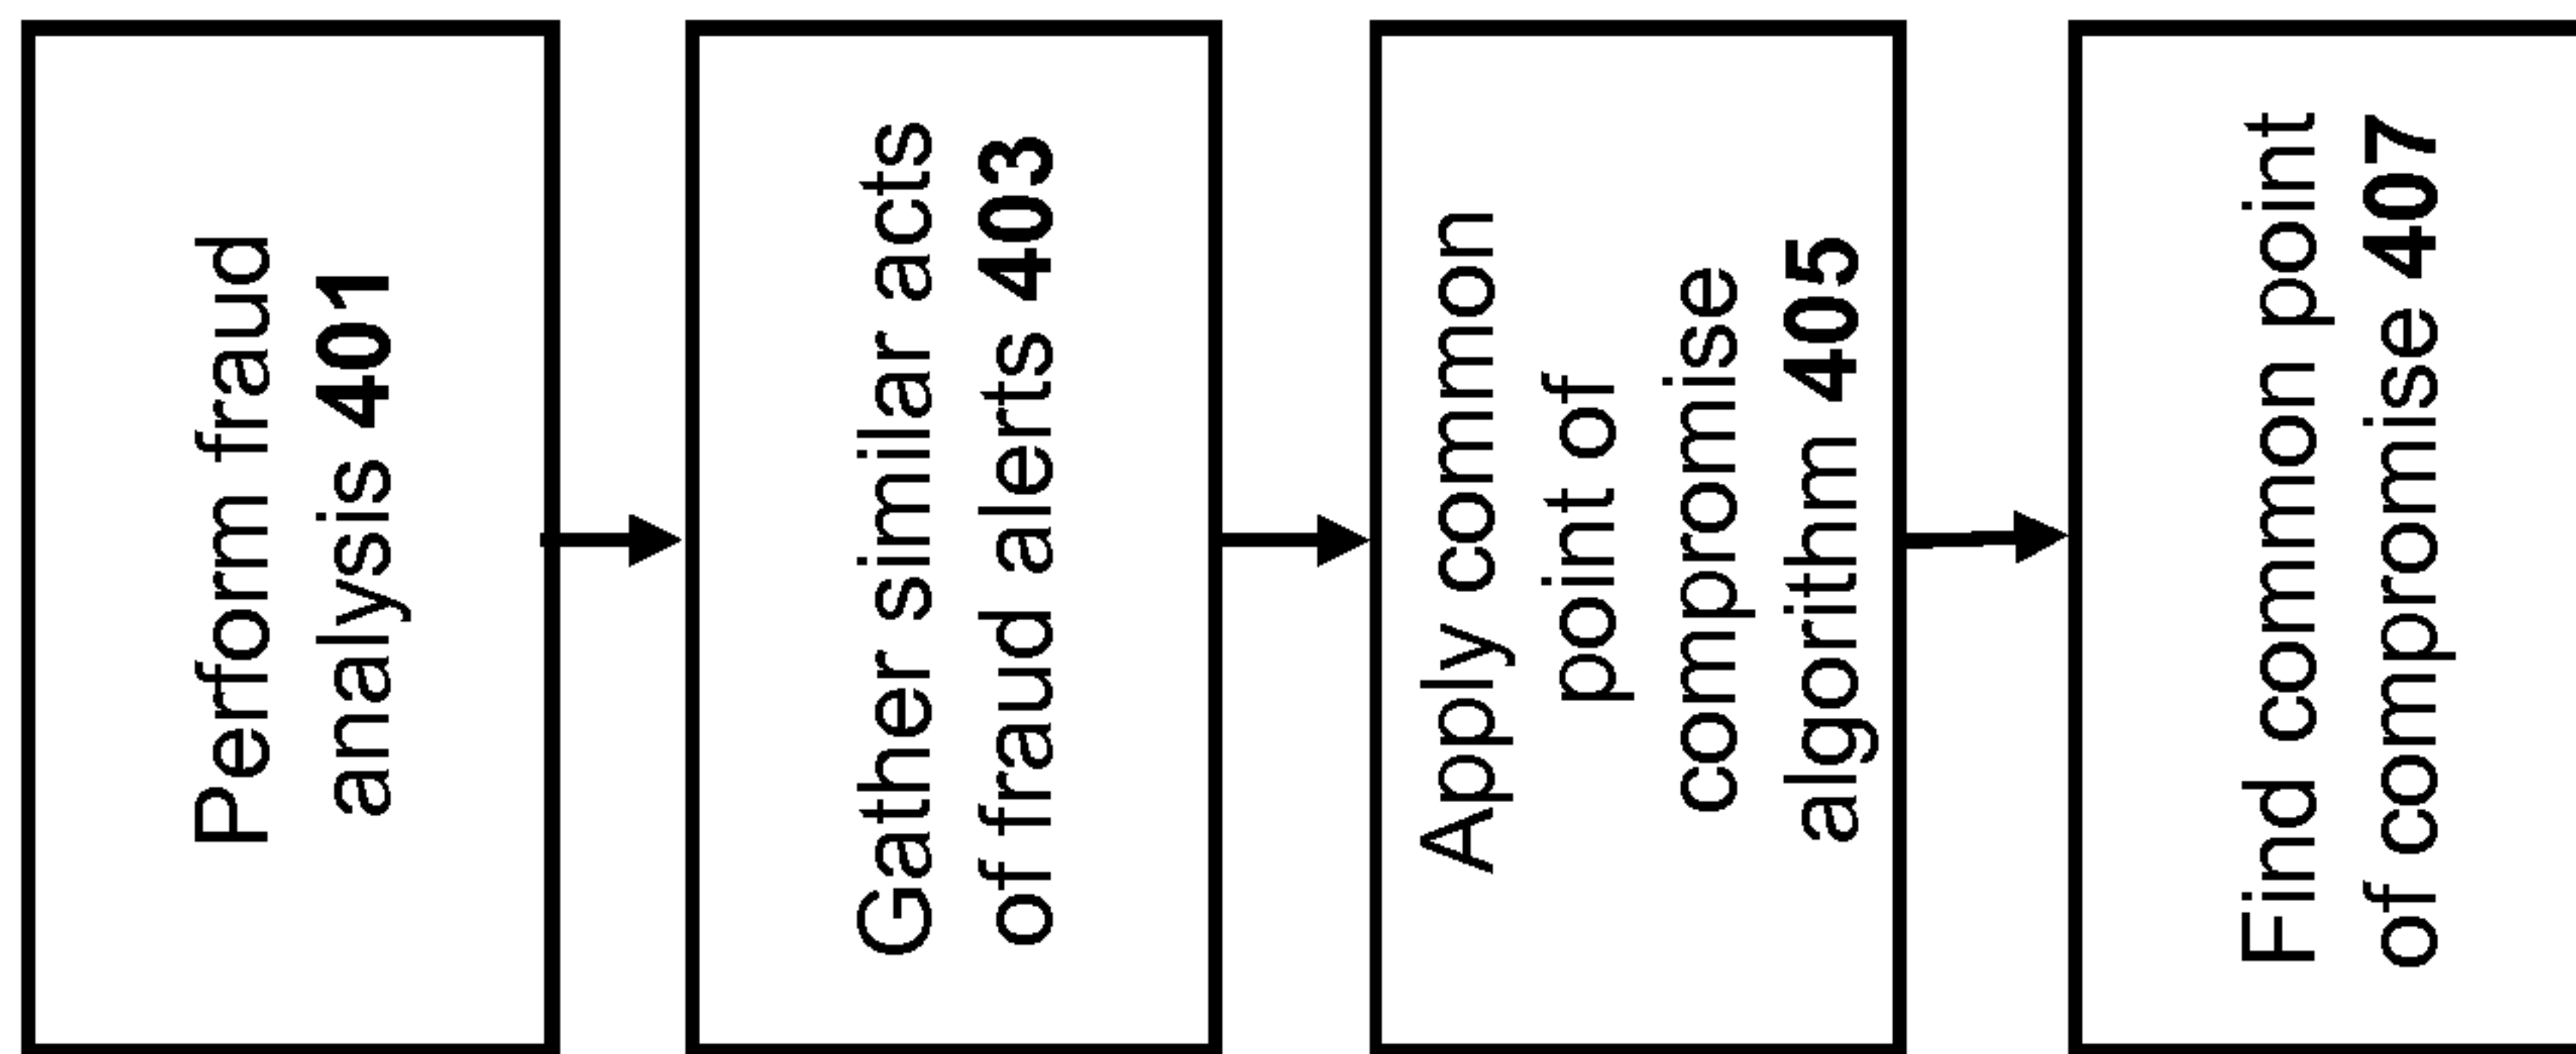 Perform fraud
analysis 401
Gather similar acts
of fraud alerts 403
Apply common
point of
compromise
algorithm 405
Find common point
of compromise 407